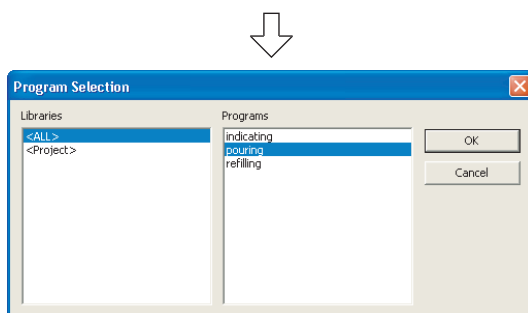 Program Selection
Libraries
Programs
<ALL>
<Project>
indicating
pouring
refilling
OK
Cancel